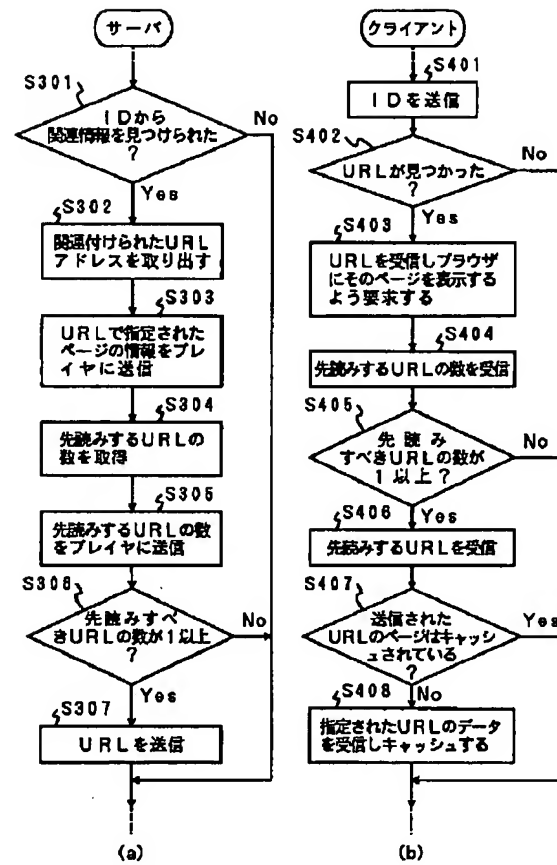 サーバ
S301
IDから
関連情報を見つけられた
?
No
Yes
S302
関連付けられたURL
アドレスを取り出す
S303
URLで指定された
ページの情報をプレイ
ヤに送信
S304
先読みするURLの
数を取得
S305
先読みするURLの数
をプレイヤに送信
S306
先読みすべ
きURLの数が1以上
?
No
Yes
S307
URLを送信
(a)
クライアント
S401
IDを送信
S402
URLが見つかった
?
No
Yes
S403
URLを受信しブラウザ
にそのページを表示する
よう要求する
S404
先読みするURLの数を受信
S405
先読み
すべきURLの数が
1以上?
No
Yes
S406
先読みするURLを受信
S407
送信された
URLのページはキャッシ
ュされている
?
Yes
No
S408
指定されたURLのデータ
を受信しキャッシュする
(b)